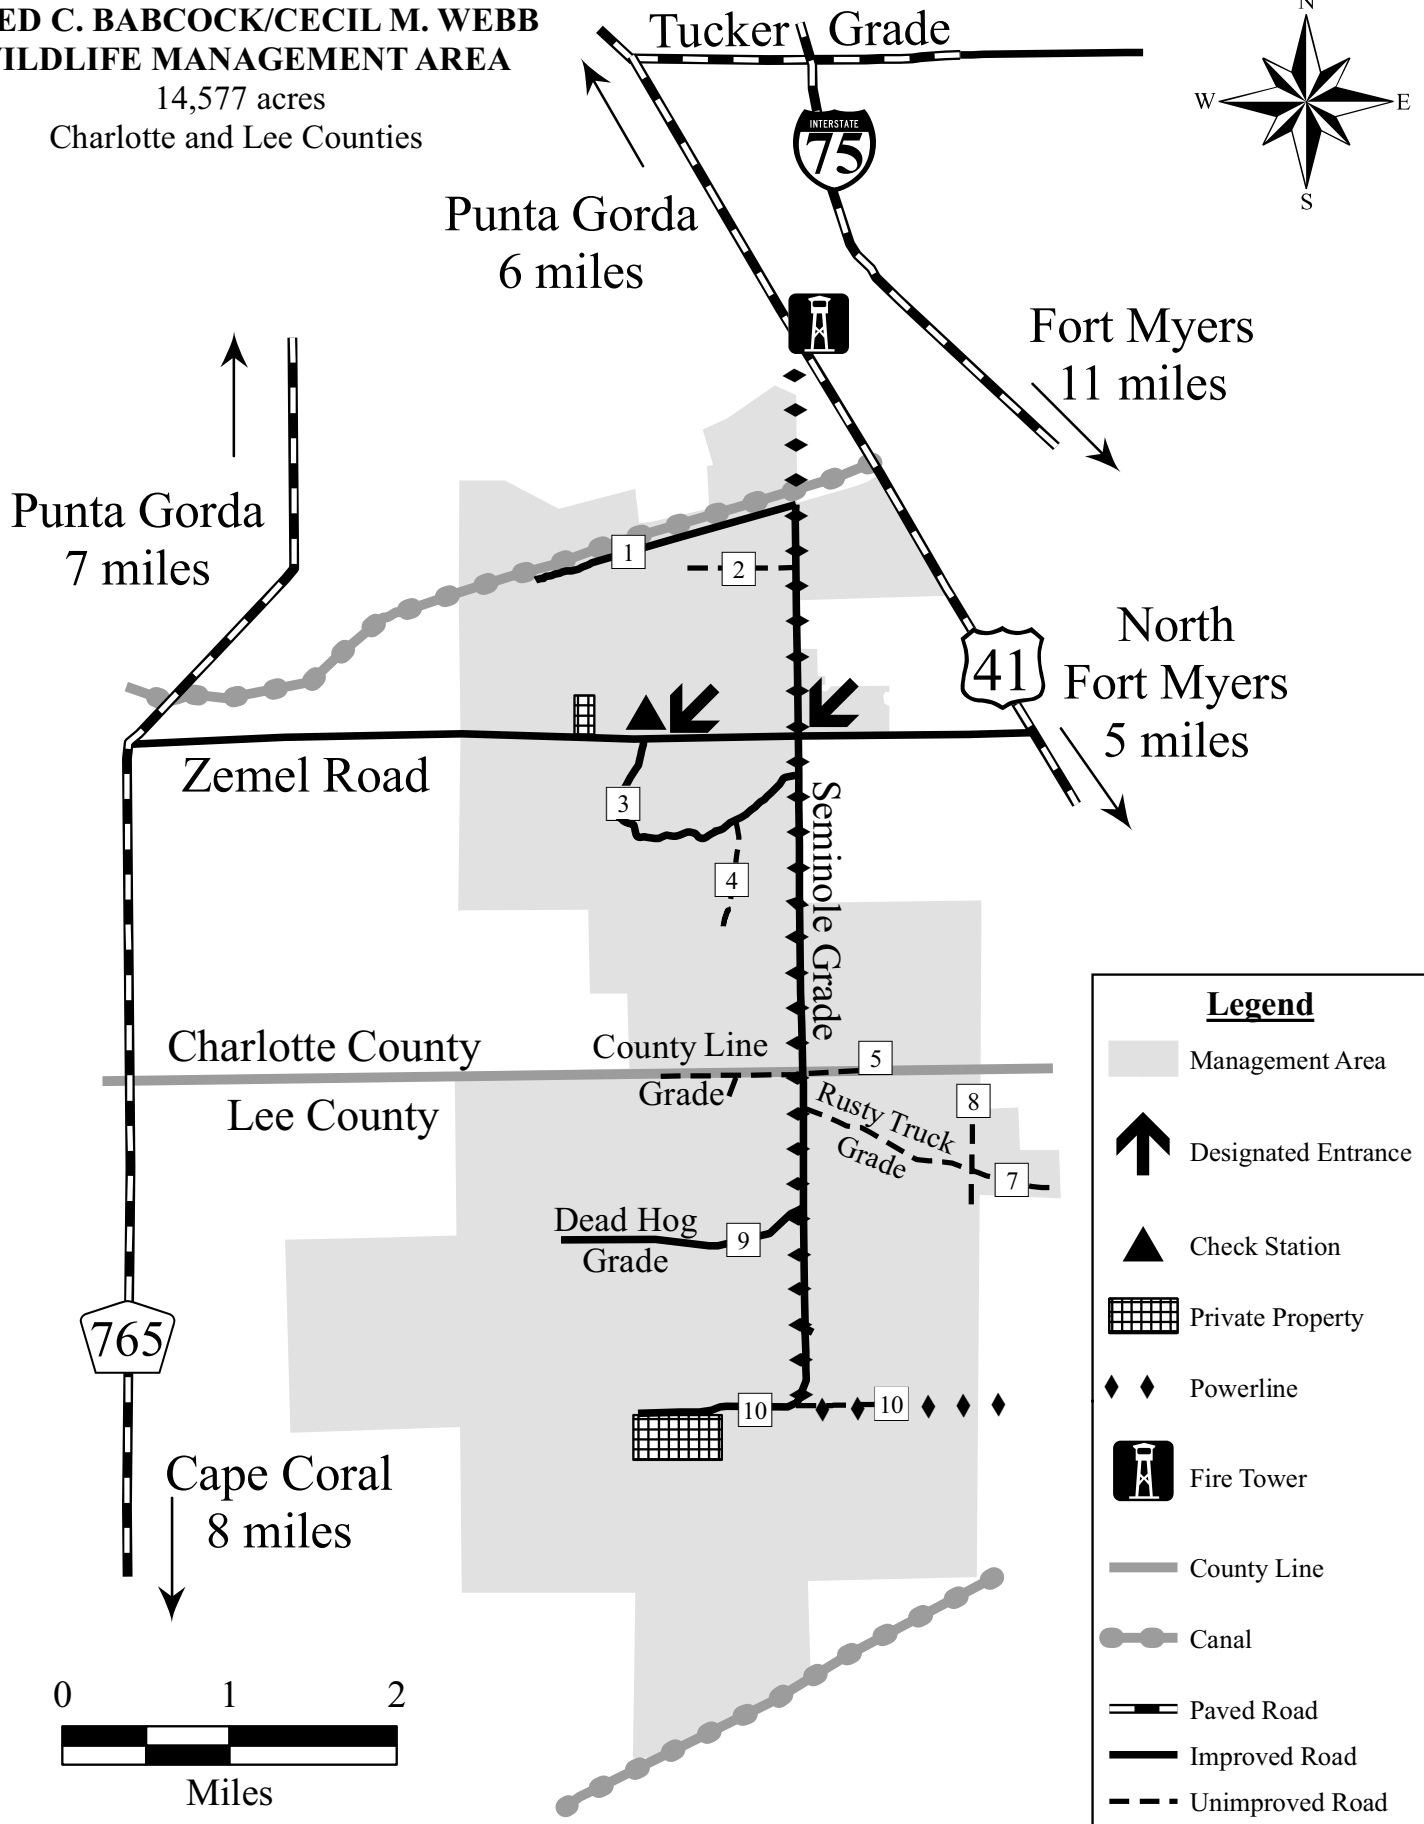 ED C. BABCOCK/CECIL M. WEBB
ILDLIFE MANAGEMENT AREA
14,577 acres
Charlotte and Lee Counties
Tucker Grade
N
W
E
S
INTERSTATE
75
Punta Gorda
6 miles
Fort Myers
11 miles
Punta Gorda
7 miles
1
2
North
Fort Myers
5 miles
41
Zemel Road
3
4
Seminole Grade
Charlotte County
Lee County
County Line
Grade
5
Rusty Truck
Grade
8
7
Dead Hog
Grade
9
765
10
10
Cape Coral
8 miles
0
1
2
Miles
Legend
Management Area
Designated Entrance
Check Station
Private Property
Powerline
Fire Tower
County Line
Canal
Paved Road
Improved Road
Unimproved Road